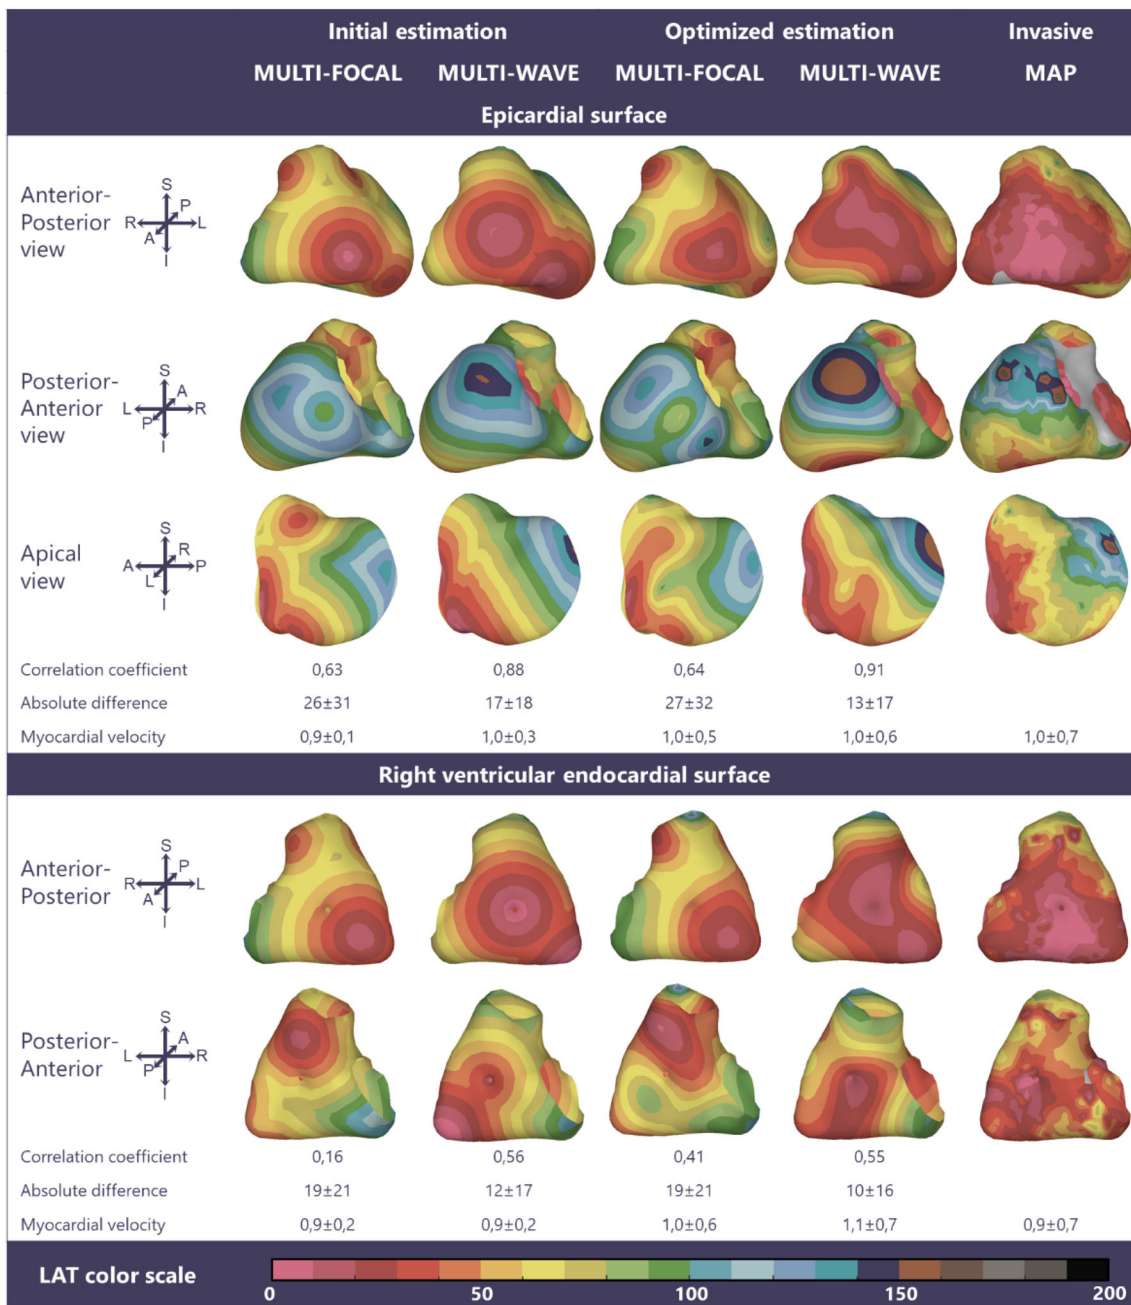 Initial estimation Optimized estimation Invasive
MULTI-FOCAL MULTI-WAVE MULTI-FOCAL MULTI-WAVE MAP
Epicardial surface
Anterior-
Posterior
view
S
P
R L
A
I
Posterior-
Anterior
view
S
A
L R
P
I
Apical
view
S
R
A P
L
I
Correlation coefficient 0,63 0,88 0,64 0,91
Absolute difference 26±31 17±18 27±32 13±17
Myocardial velocity 0,9±0,1 1,0±0,3 1,0±0,5 1,0±0,6 1,0±0,7
Right ventricular endocardial surface
Anterior-
Posterior
S
P
R L
A
I
Posterior-
Anterior
S
A
L R
P
I
Correlation coefficient 0,16 0,56 0,41 0,55
Absolute difference 19±21 12±17 19±21 10±16
Myocardial velocity 0,9±0,2 0,9±0,2 1,0±0,6 1,1±0,7 0,9±0,7
LAT color scale
0 50 100 150 200